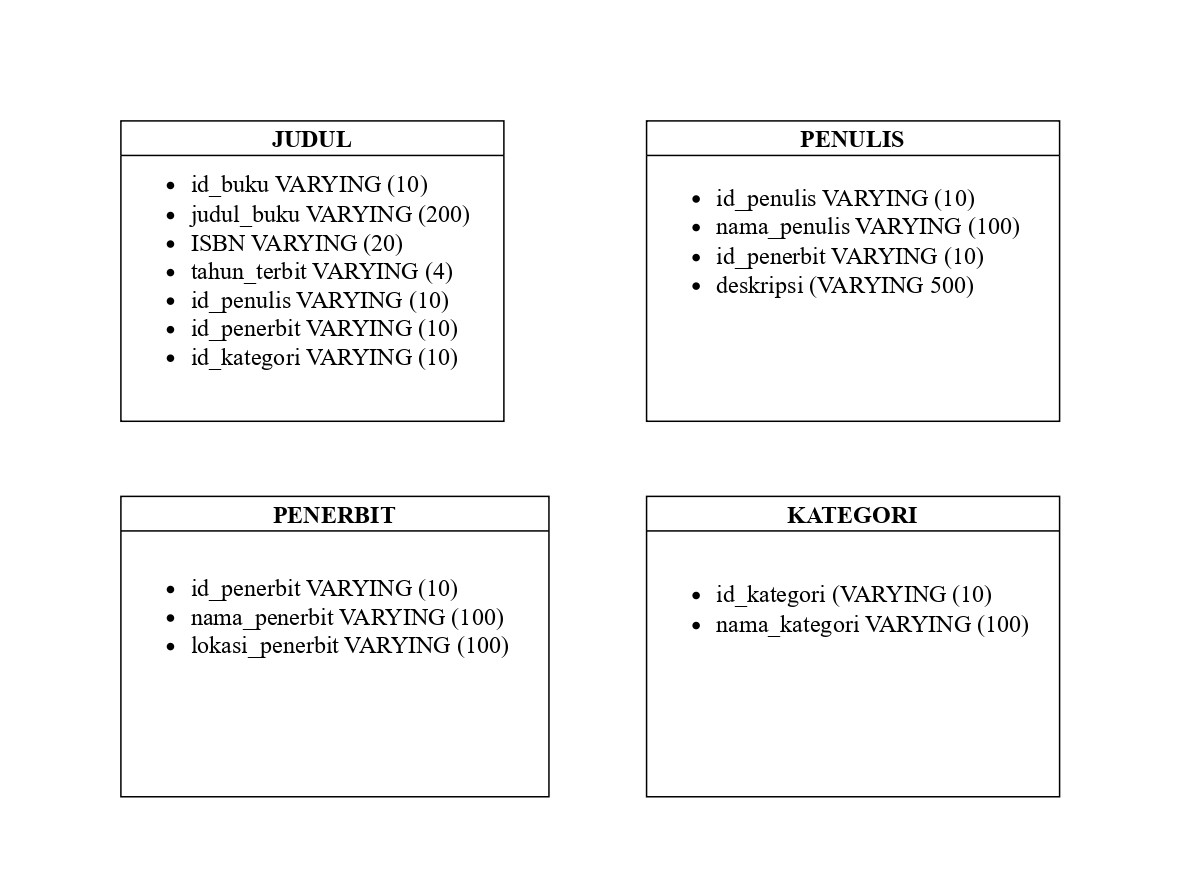 JUDUL
• id_buku VARYING (10)
• judul_buku VARYING (200)
• ISBN VARYING (20)
• tahun_terbit VARYING (4)
• id_penulis VARYING (10)
• id_penerbit VARYING (10)
• id_kategori VARYING (10)
PENULIS
• id_penulis VARYING (10)
• nama_penulis VARYING (100)
• id_penerbit VARYING (10)
• deskripsi (VARYING 500)
PENERBIT
• id_penerbit VARYING (10)
• nama_penerbit VARYING (100)
• lokasi_penerbit VARYING (100)
KATEGORI
• id_kategori (VARYING (10)
• nama_kategori VARYING (100)